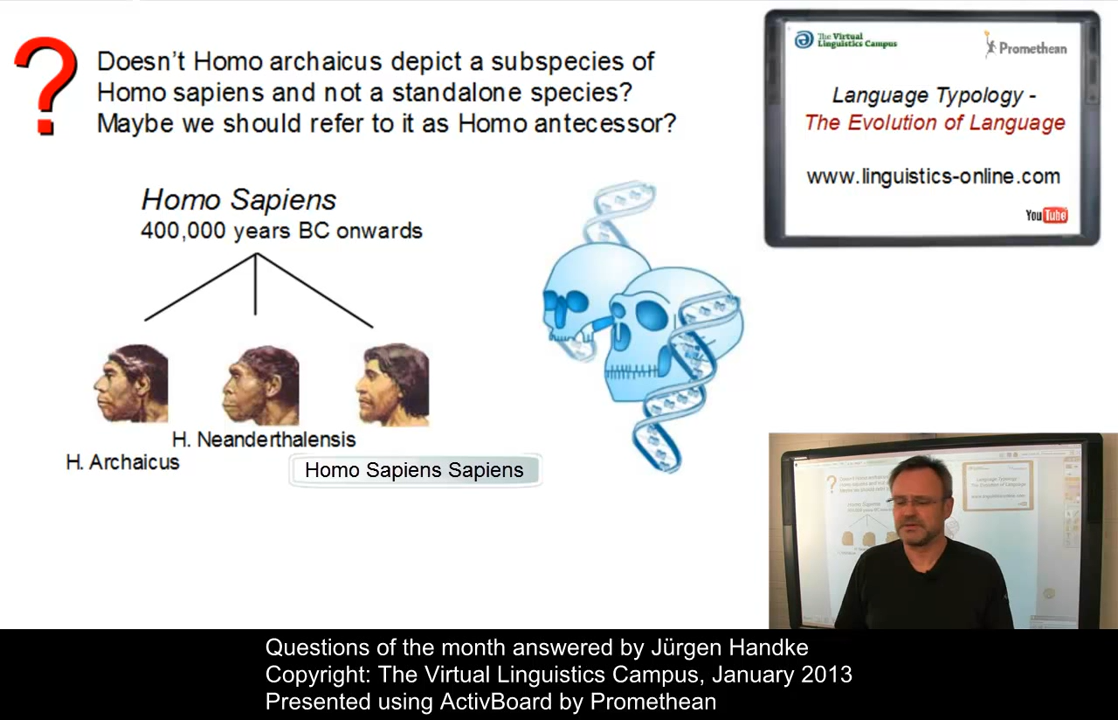 Doesn't Homo archaicus depict a subspecies of
Homo sapiens and not a standalone species?
Maybe we should refer to it as Homo antecessor?
Homo Sapiens
400,000 years BC onwards
H. Archaicus
H. Neanderthalensis
Homo Sapiens Sapiens
The Virtual
Linguistics Campus
Promethean
Language Typology -
The Evolution of Language
www.linguistics-online.com
YouTube
Questions of the month answered by Jürgen Handke
Copyright: The Virtual Linguistics Campus, January 2013
Presented using ActivBoard by Promethean